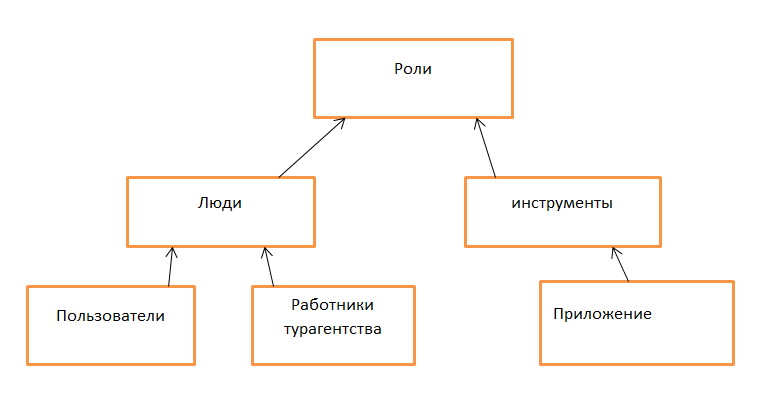 Роли
Люди
инструменты
Пользователи
Работники
турагентства
Приложение